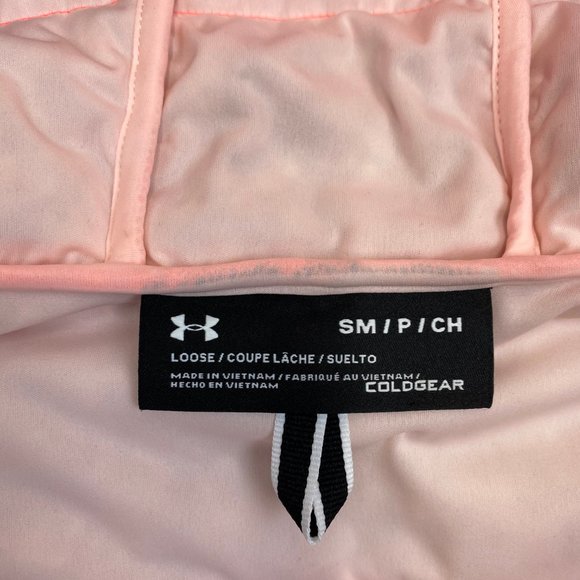 SM / P / CH
LOOSE / COUPE LÂCHE / SUELTO
MADE IN VIETNAM / FABRIQUÉ AU VIETNAM /
HECHO EN VIETNAM
COLDGEAR